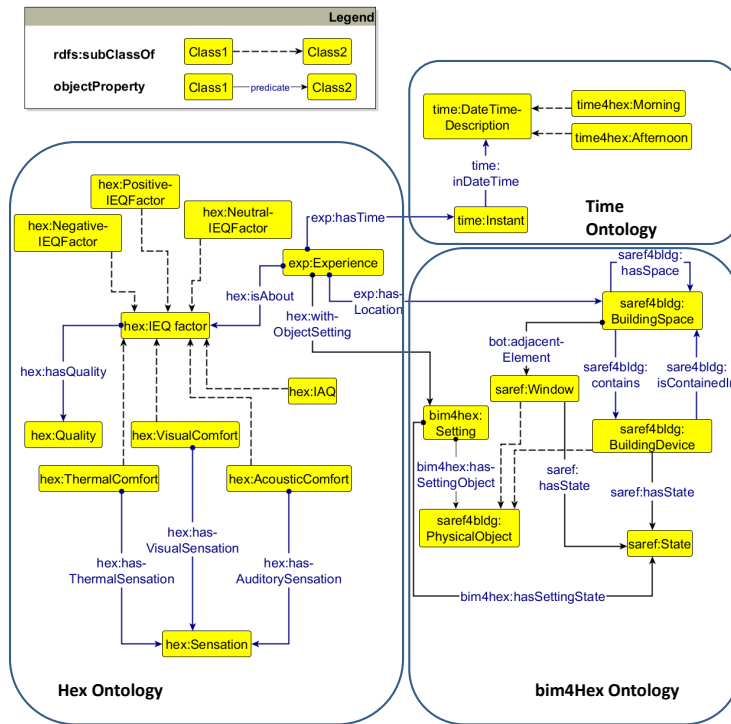 Legend
rdfs:subClassOf
Class1
Class2
objectProperty
Class1
predicate
Class2
time:DateTime-
Description
time4hex:Morning
time4hex:Afternoon
time:
inDateTime
time:Instant
Time
Ontology
hex:Positive-
IEQFactor
hex:Negative-
IEQFactor
hex:Neutral-
IEQFactor
exp:hasTime
exp:Experience
hex:isAbout
exp:has-
Location
hex:with-
ObjectSetting
hex:IEQ factor
hex:hasQuality
hex:IAQ
hex:Quality
hex:VisualComfort
hex:ThermalComfort
hex:AcousticComfort
hex:has-
VisualSensation
hex:has-
ThermalSensation
hex:has-
AuditorySensation
hex:Sensation
Hex Ontology
saref4bldg:
hasSpace
saref4bldg:
BuildingSpace
bot:adjacent-
Element
saref4bldg:
contains
sare4bldg:
isContainedIn
saref:Window
bim4hex:
Setting
saref4bldg:
BuildingDevice
bim4hex:has-
SettingObject
saref:
hasState
saref:hasState
saref4bldg:
PhysicalObject
saref:State
bim4hex:hasSettingState
bim4Hex Ontology